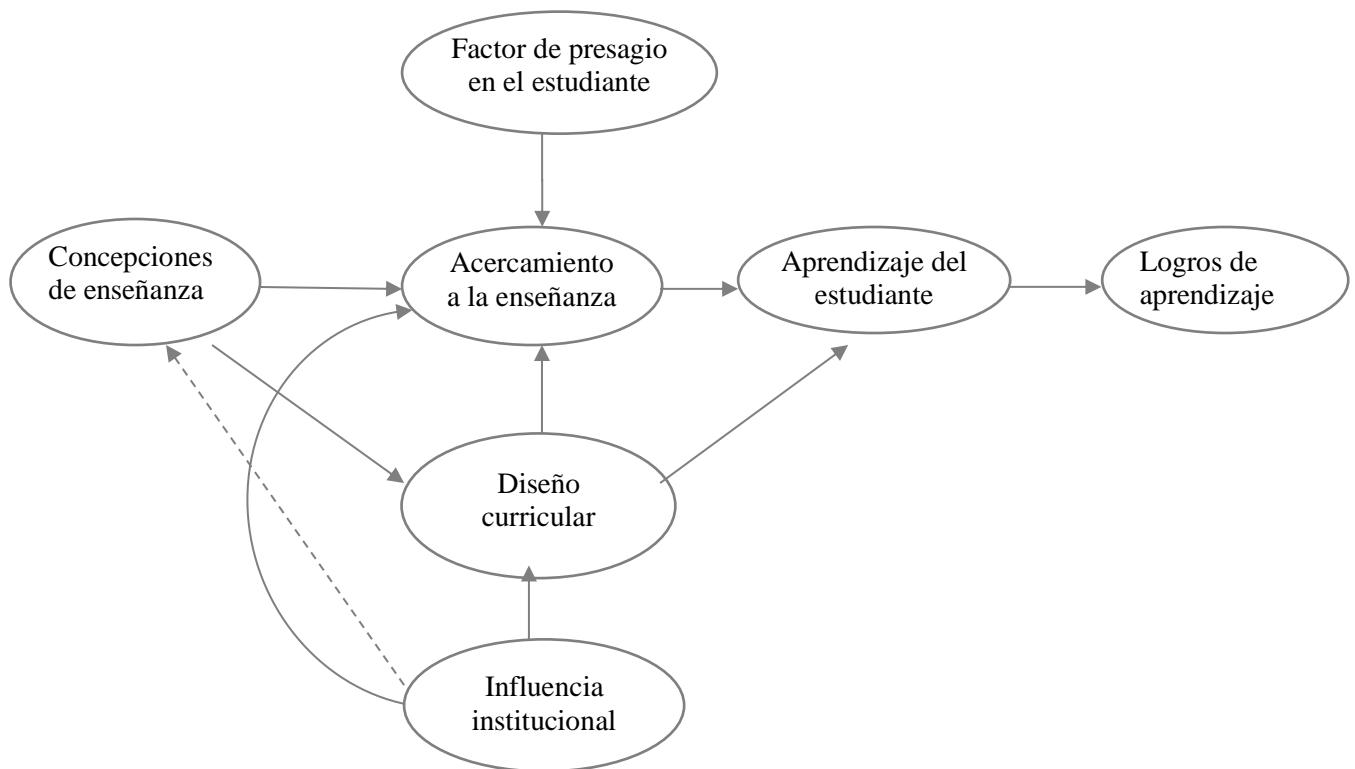 Factor de presagio
en el estudiante
Concepciones
de enseñanza
Acercamiento
a la enseñanza
Aprendizaje del
estudiante
Logros de
aprendizaje
Diseño
curricular
Influencia
institucional